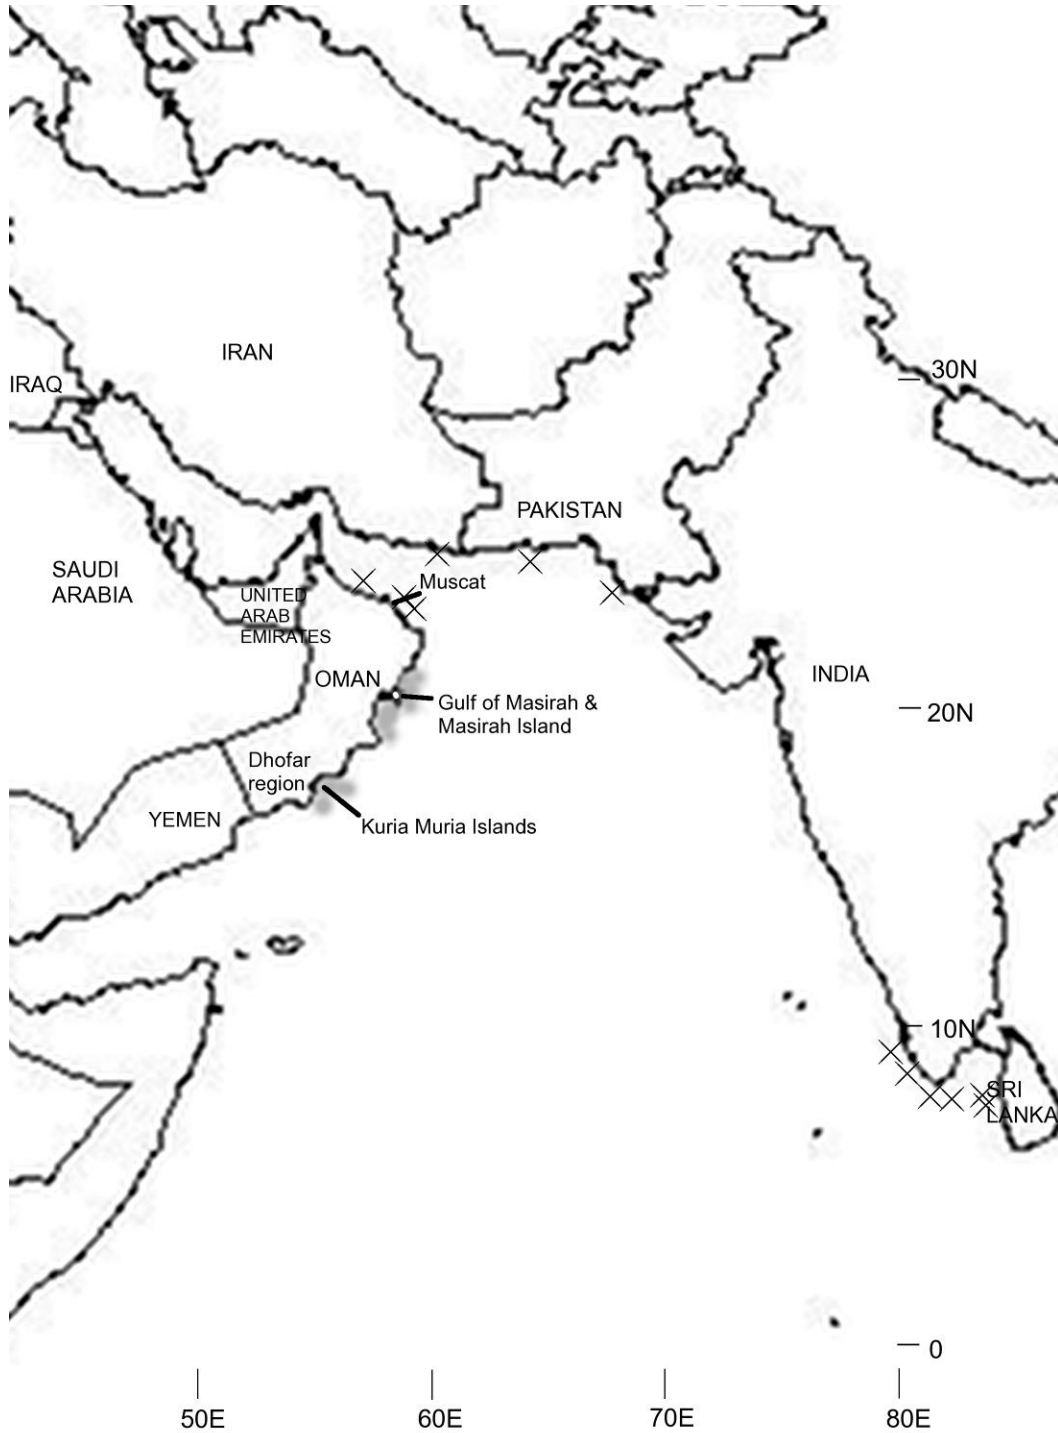 IRAN
30N
IRAQ
PAKISTAN
SAUDI
ARABIA
Muscat
UNITED
ARAB
EMIRATES
OMAN
INDIA
Gulf of Masirah &
Masirah Island
20N
Dhofar
region
YEMEN
Kuria Muria Islands
10N
SRI
LANKA
0
50E
60E
70E
80E